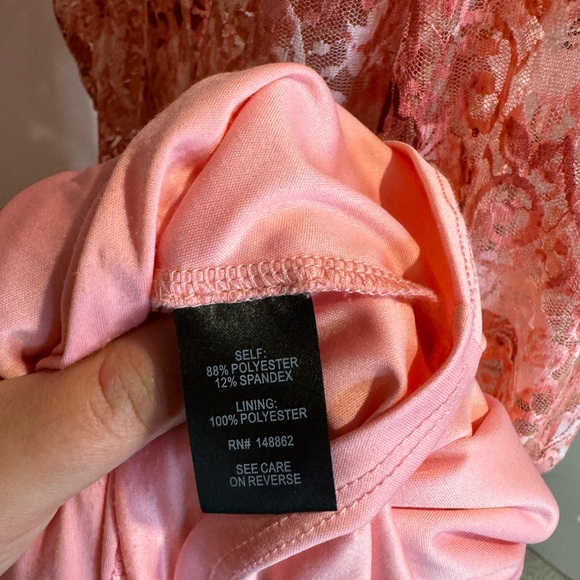 SELF:
88% POLYESTER
12% SPANDEX
LINING:
100% POLYESTER
RN# 148862
SEE CARE
ON REVERSE